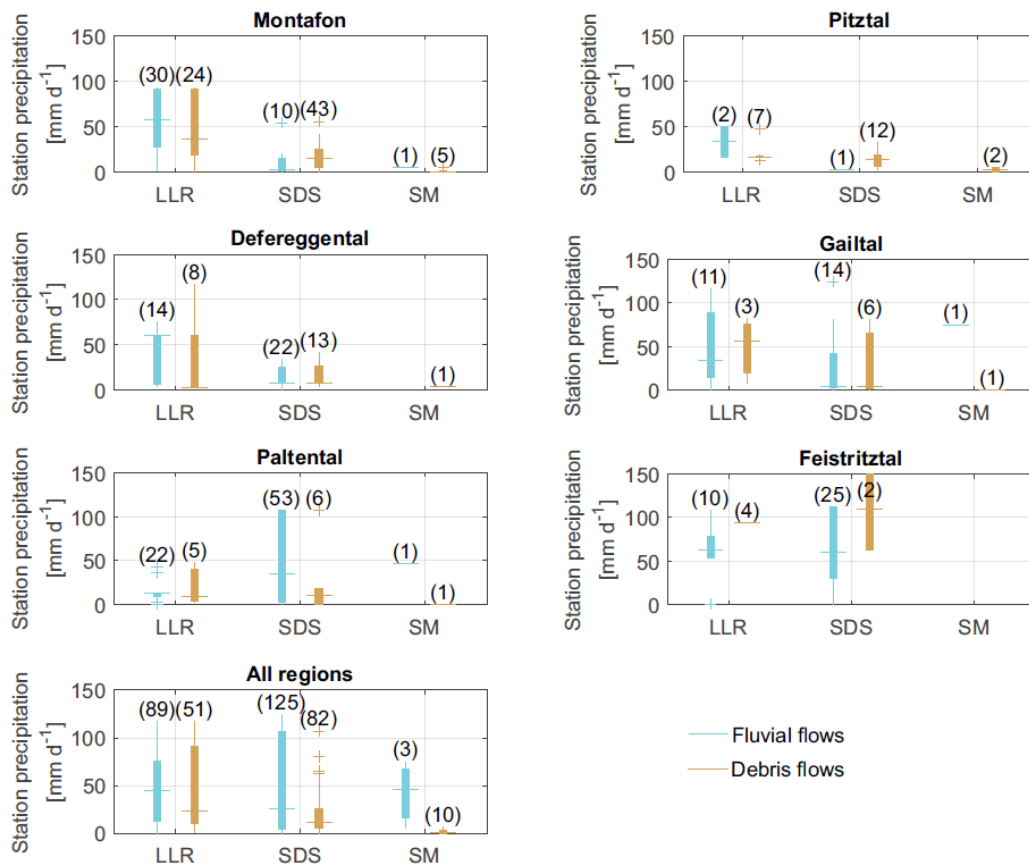 Montafon
Station precipitation
[mm d-1]
150
100
50
0
(30)
(24)
(10)
(43)
(1)
(5)
LLR
SDS
SM
Pitztal
Station precipitation
[mm d-1]
150
100
50
0
(2)
(7)
(1)
(12)
(2)
LLR
SDS
SM
Defereggental
Station precipitation
[mm d-1]
150
100
50
0
(14)
(8)
(22)
(13)
(1)
LLR
SDS
SM
Gailtal
Station precipitation
[mm d-1]
150
100
50
0
(11)
(3)
(14)
(6)
(1)
(1)
LLR
SDS
SM
Paltental
Station precipitation
[mm d-1]
150
100
50
0
(22)
(5)
(53)
(6)
(1)
(1)
LLR
SDS
SM
Feistritztal
Station precipitation
[mm d-1]
150
100
50
0
(10)
(4)
(25)
(2)
LLR
SDS
SM
All regions
Station precipitation
[mm d-1]
150
100
50
0
(89)
(51)
(125)
(82)
(3)
(10)
LLR
SDS
SM
Fluvial flows
Debris flows